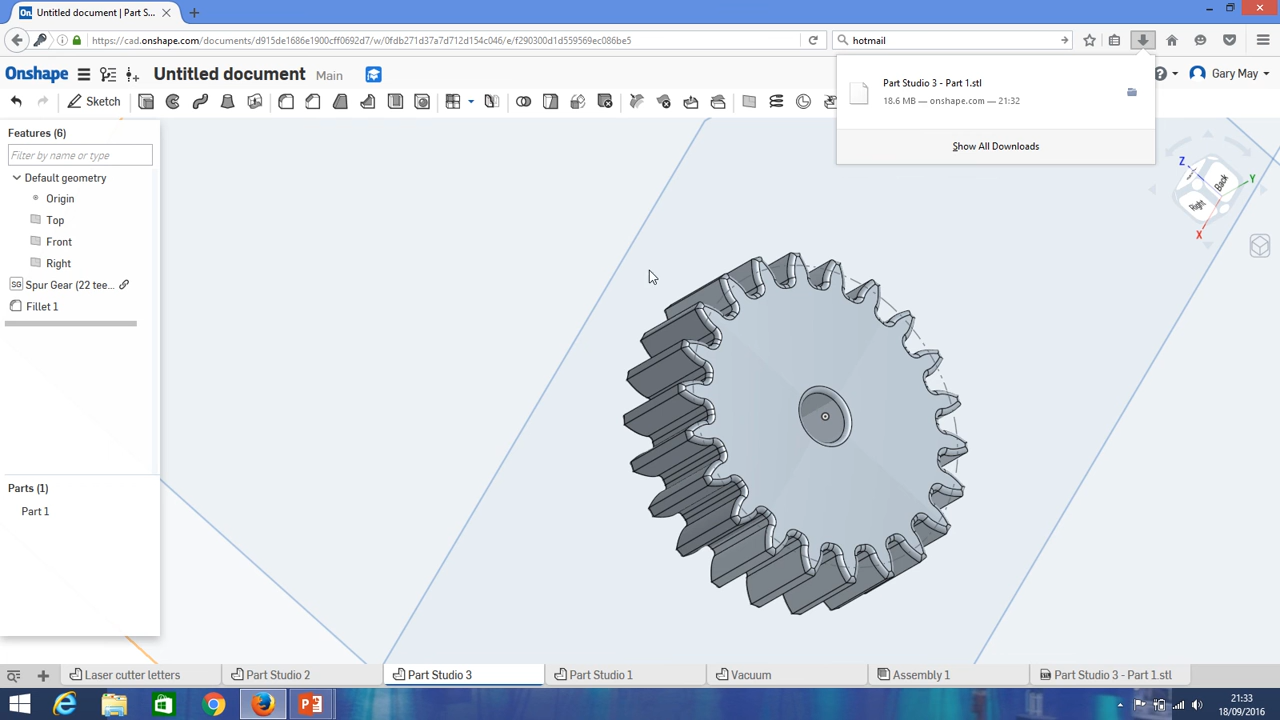 Untitled document | Part S...
https://cad.onshape.com/documents/d915de1686e1900cff0692d7/w/0fdb271d37a7d712d154c046/e/f290300d1d559569ec086be5
hotmail
Onshape
Untitled document Main
Gary May
Part Studio 3 - Part 1.stl
18.6 MB — onshape.com — 21:32
Show All Downloads
Sketch
Features (6)
Filter by name or type
Default geometry
Origin
Top
Front
Right
Spur Gear (22 tee...
Fillet 1
Parts (1)
Part 1
Z
Y
X
Back
Right
Laser cutter letters
Part Studio 2
Part Studio 3
Part Studio 1
Vacuum
Assembly 1
Part Studio 3 - Part 1.stl
21:33
18/09/2016